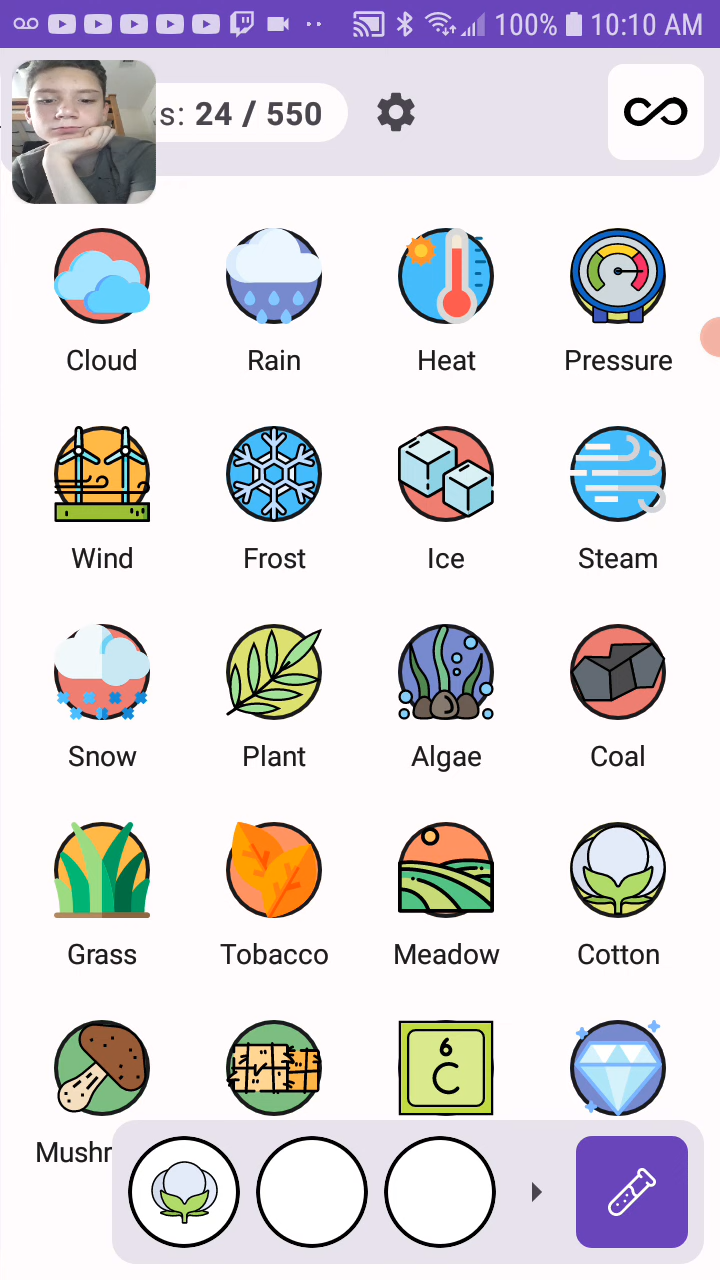 100% 10:10 AM
s: 24 / 550
Cloud Rain Heat Pressure
Wind Frost Ice Steam
Snow Plant Algae Coal
Grass Tobacco Meadow Cotton
6
C
Mushr